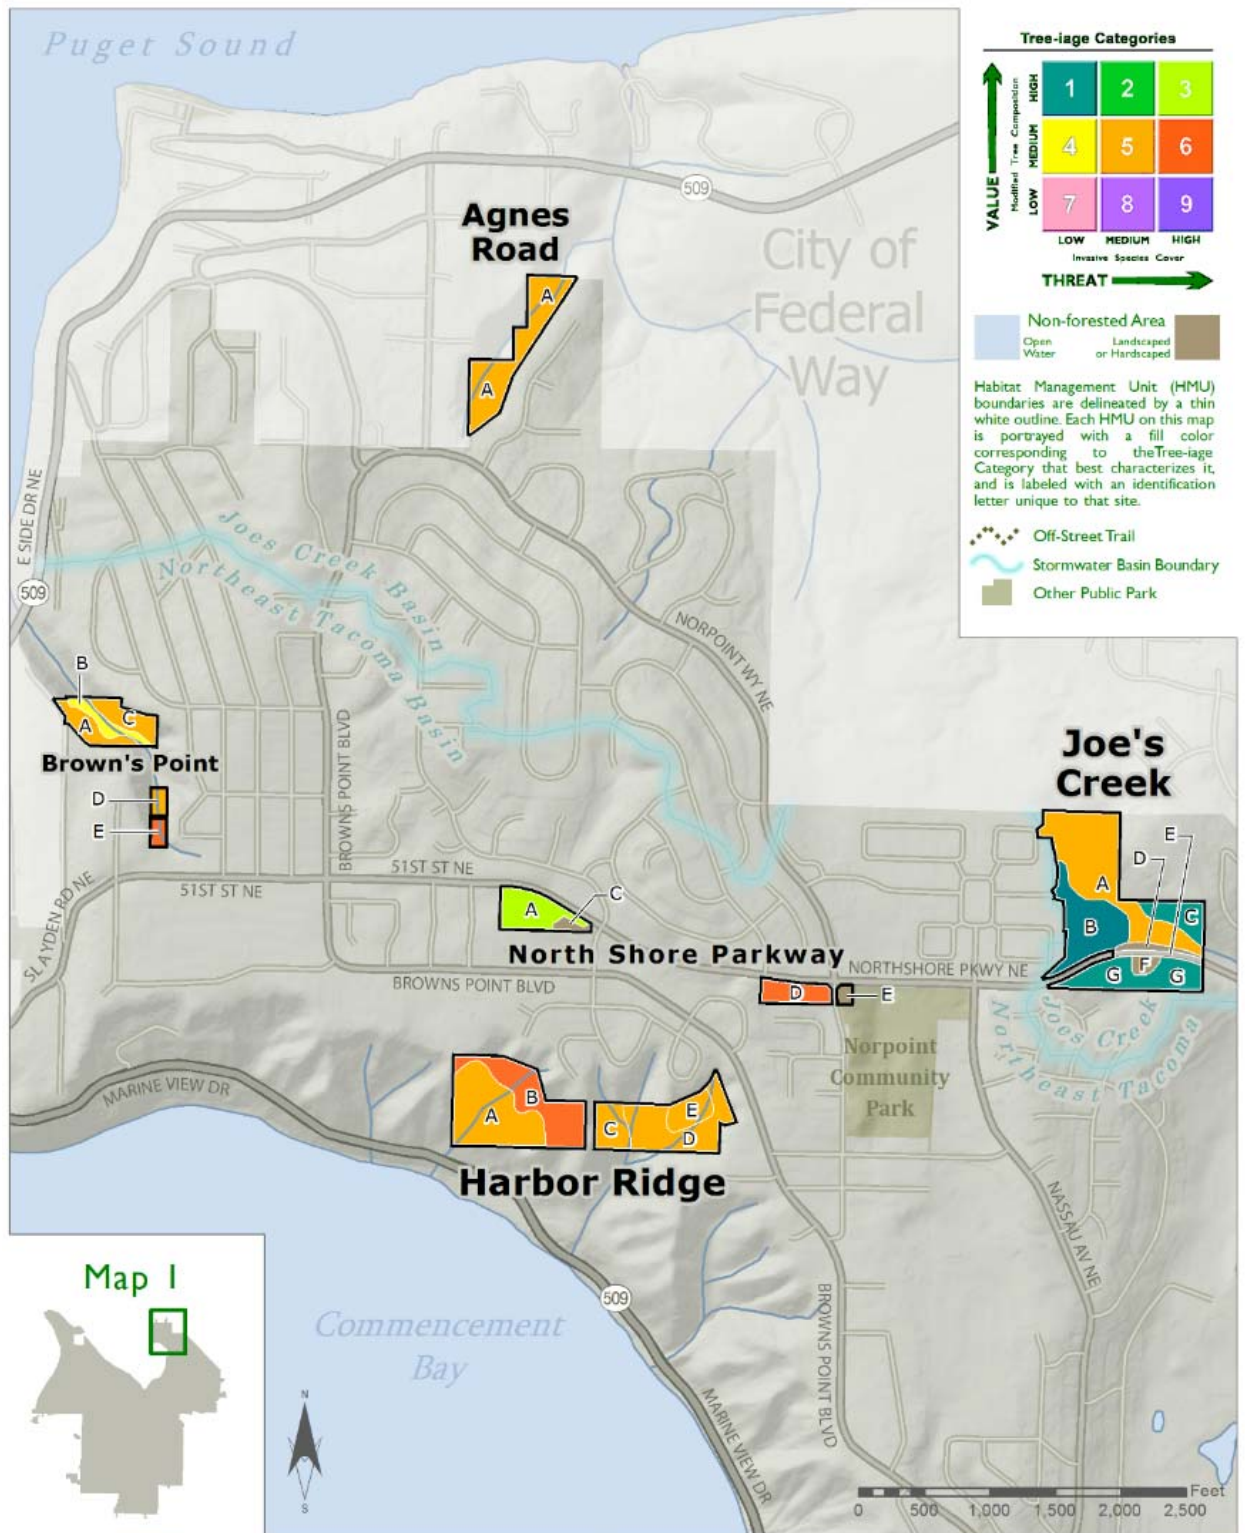 Puget Sound
Tree-iage Categories
VALUE
Modified Tree Composition
HIGH
MEDIUM
LOW
1 2 3
4 5 6
7 8 9
LOW MEDIUM HIGH
Invasive Species Cover
THREAT
Non-forested Area
Open
Water
Landscaped
or Hardscaped
Habitat Management Unit (HMU)
boundaries are delineated by a thin
white outline. Each HMU on this map
is portrayed with a fill color
corresponding to theTree-iage
Category that best characterizes it,
and is labeled with an identification
letter unique to that site.
Off-Street Trail
Stormwater Basin Boundary
Other Public Park
509
Agnes
Road
A
A
City of
Federal
Way
E SIDE DR NE
509
Joes Creek Basin
Northeast Tacoma Basin
NORPOINT WY NE
B
A
C
Brown's Point
D
E
BROWNS POINT BLVD
Joe's
Creek
E
D
A
C
B
F
G
G
51ST ST NE
51ST ST NE
SLAYDEN RD NE
A
C
North Shore Parkway
NORTHSHORE PKWY NE
BROWNS POINT BLVD
D
E
Joes Creek
Northeast Tacoma
Norpoint
Community
Park
MARINE VIEW DR
A
B
C
E
D
Harbor Ridge
NASSAU AV NE
Map 1
509
Commencement
Bay
BROWNS POINT BLVD
MARINE VIEW DR
N
S
Feet
0 500 1,000 1,500 2,000 2,500